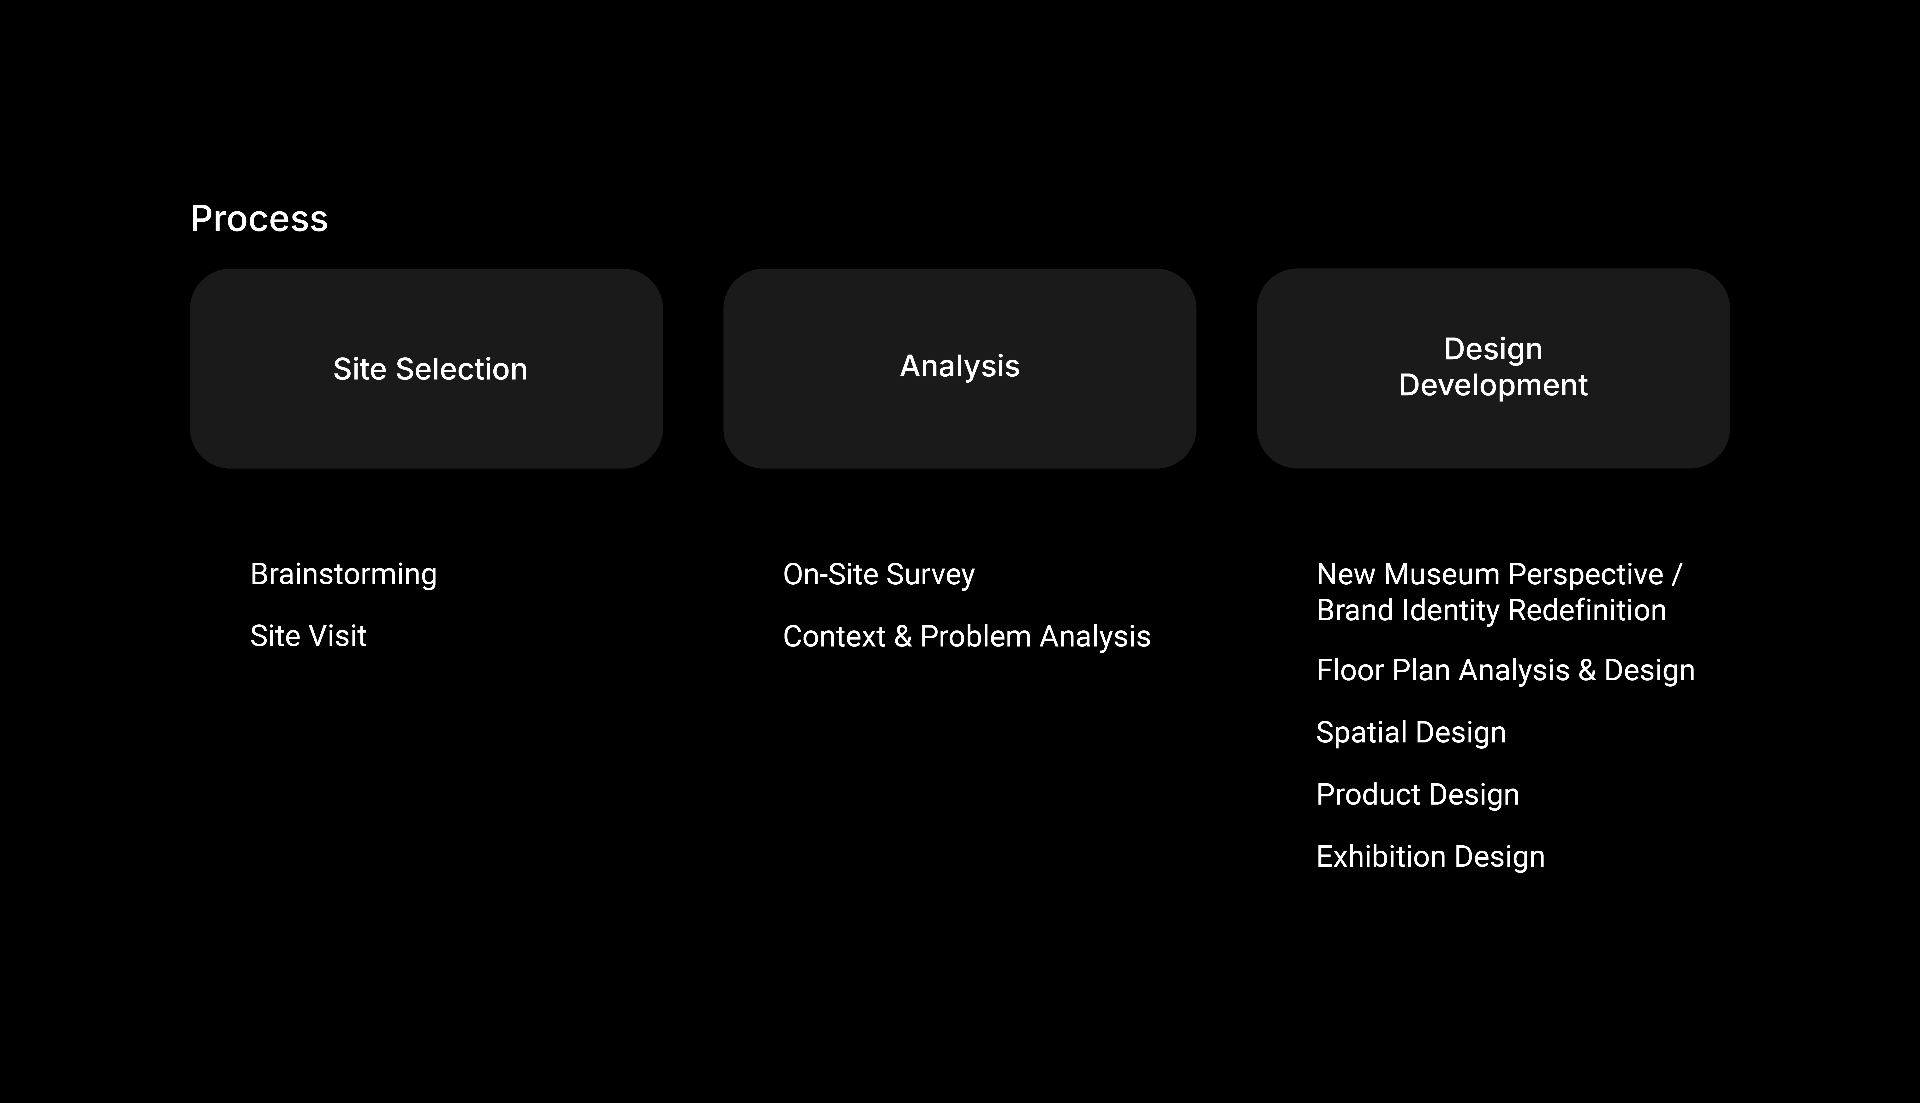 Process
Site Selection
Analysis
Design
Development
Brainstorming
Site Visit
On-Site Survey
Context & Problem Analysis
New Museum Perspective /
Brand Identity Redefinition
Floor Plan Analysis & Design
Spatial Design
Product Design
Exhibition Design